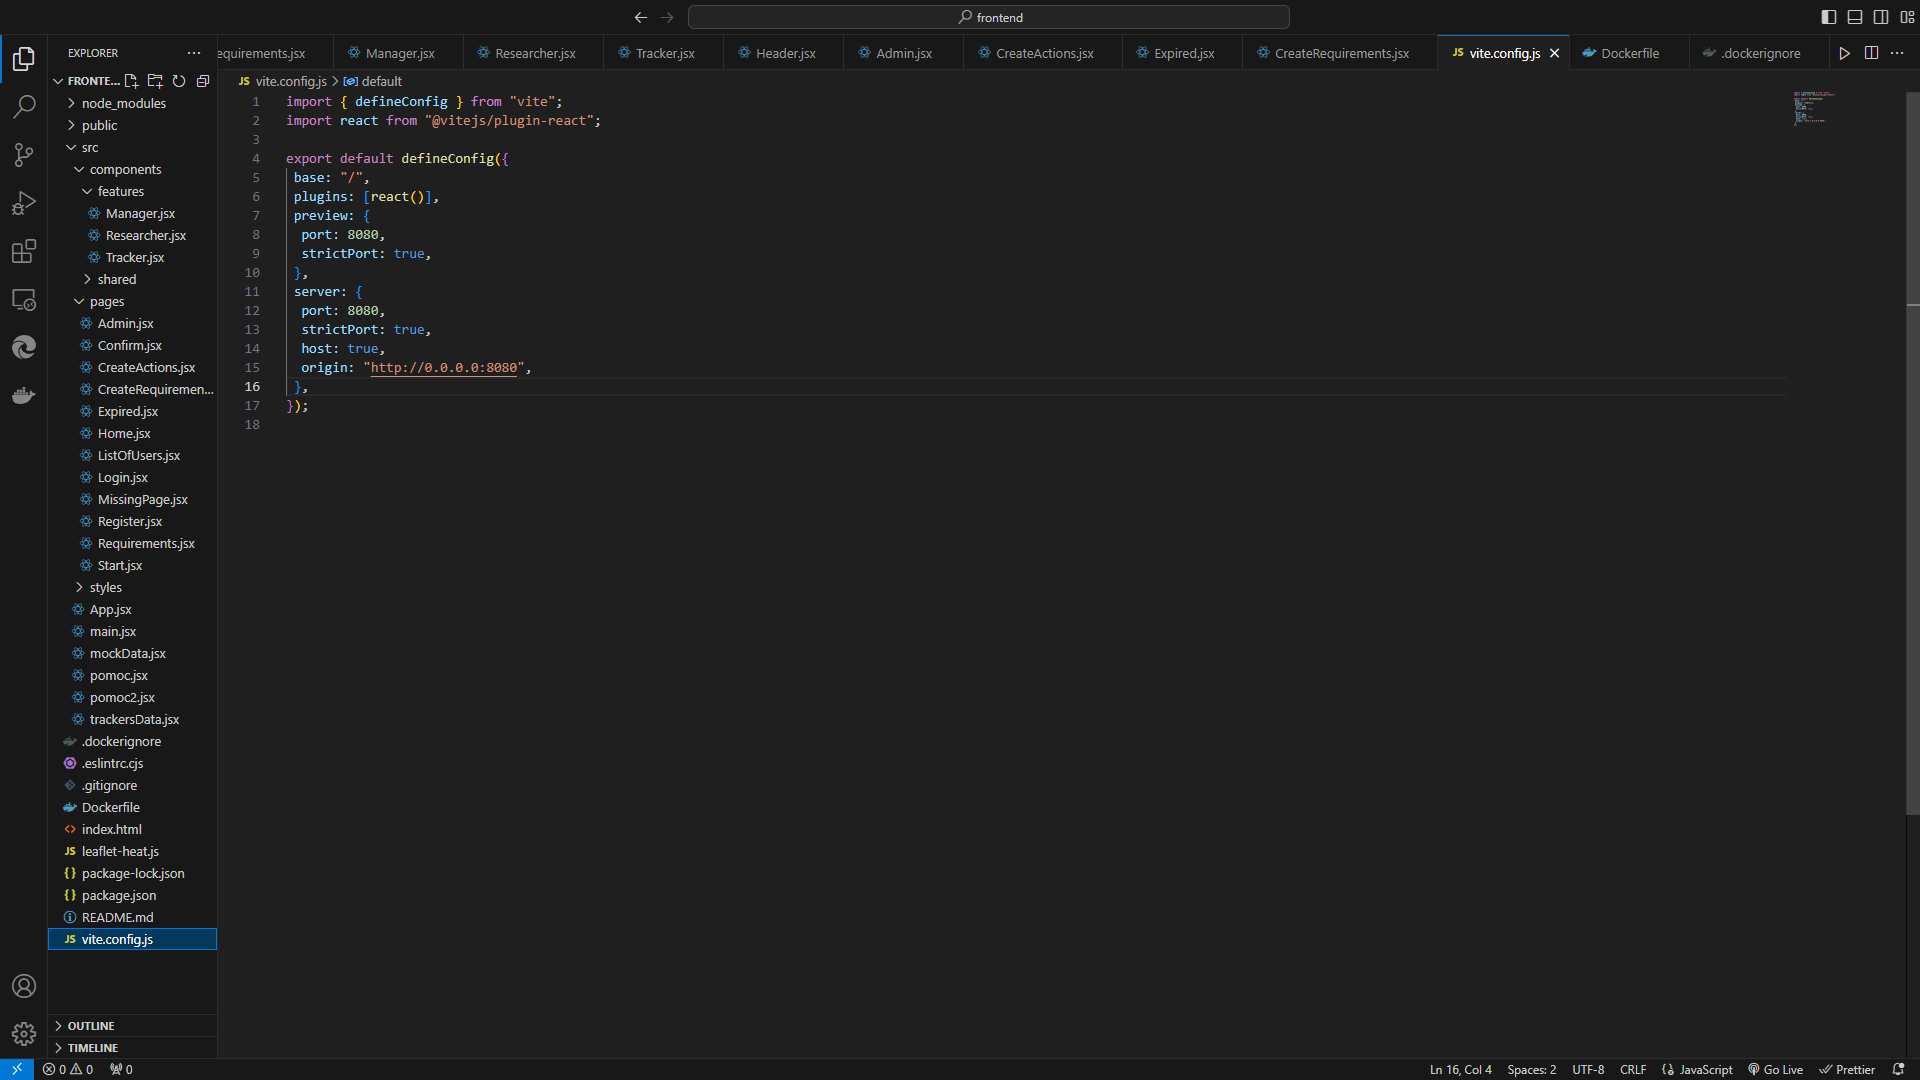 frontend
EXPLORER
equirements.jsx
Manager.jsx
Researcher.jsx
Tracker.jsx
Header.jsx
Admin.jsx
CreateActions.jsx
Expired.jsx
CreateRequirements.jsx
JS vite.config.js
Dockerfile
.dockerignore
FRONTE...
node_modules
public
src
components
features
Manager.jsx
Researcher.jsx
Tracker.jsx
shared
pages
Admin.jsx
Confirm.jsx
CreateActions.jsx
CreateRequiremen...
Expired.jsx
Home.jsx
ListOfUsers.jsx
Login.jsx
MissingPage.jsx
Register.jsx
Requirements.jsx
Start.jsx
styles
App.jsx
main.jsx
mockData.jsx
pomoc.jsx
pomoc2.jsx
trackersData.jsx
.dockerignore
.eslintrc.cjs
.gitignore
Dockerfile
index.html
JS leaflet-heat.js
package-lock.json
package.json
README.md
JS vite.config.js
OUTLINE
TIMELINE
JS vite.config.js > default
1 import { defineConfig } from "vite";
2 import react from "@vitejs/plugin-react";
3
4 export default defineConfig({
5 base: "/",
6 plugins: [react()],
7 preview: {
8 port: 8080,
9 strictPort: true,
10 },
11 server: {
12 port: 8080,
13 strictPort: true,
14 host: true,
15 origin: "http://0.0.0.0:8080",
16 },
17 });
18
0 0 0
Ln 16, Col 4 Spaces: 2 UTF-8 CRLF JavaScript Go Live Prettier